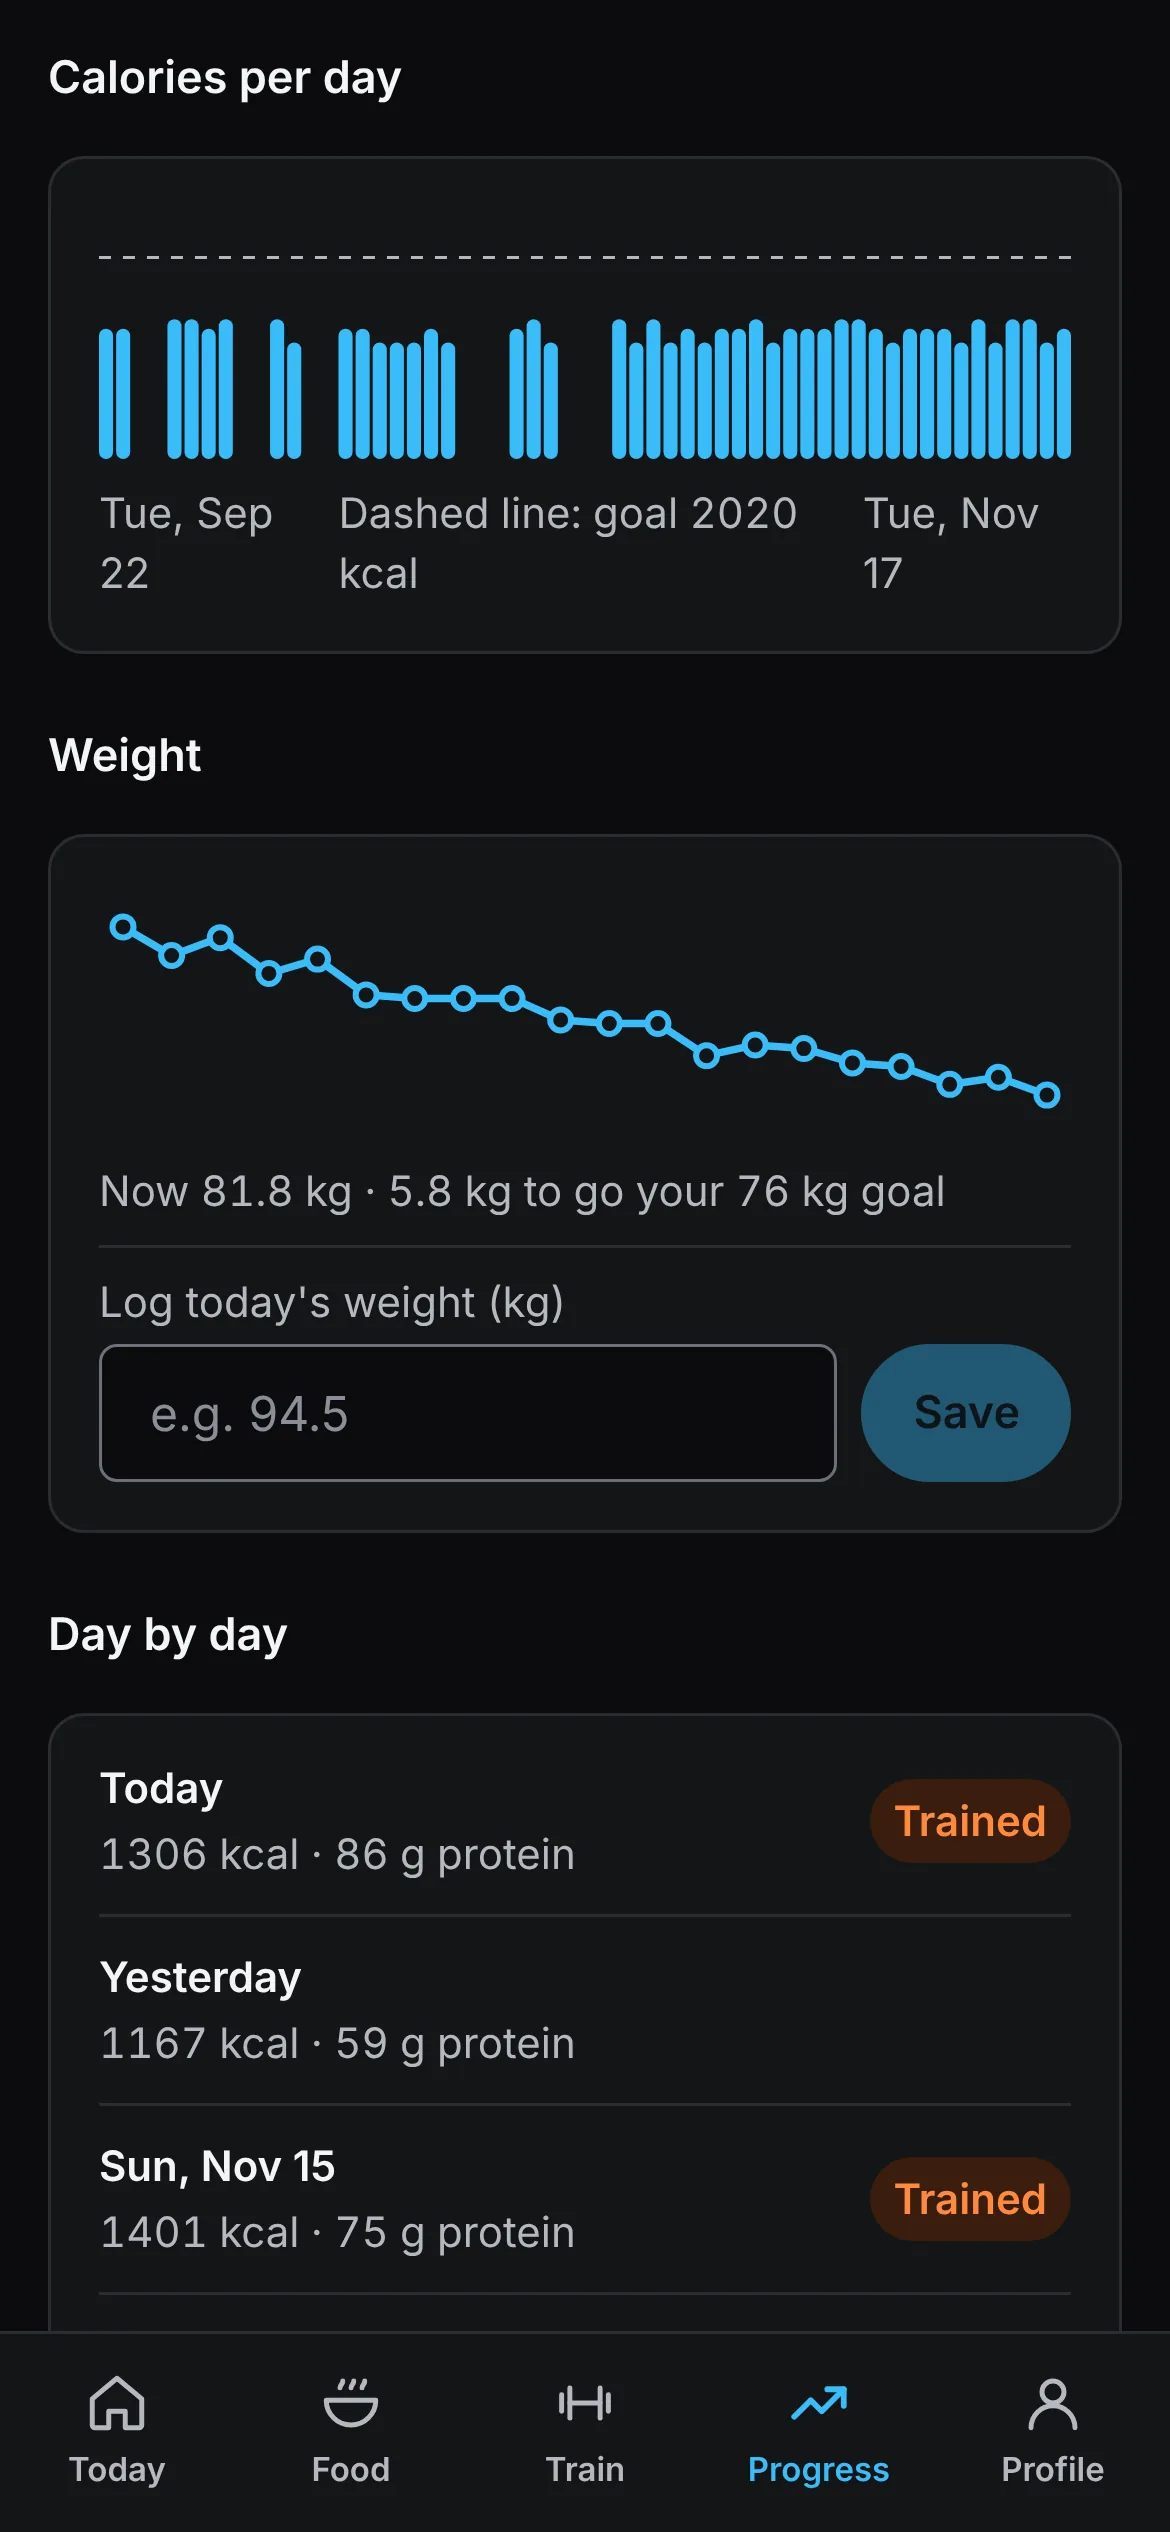 Calories per day
Tue, Sep
22
Dashed line: goal 2020
kcal
Tue, Nov
17
Weight
Now 81.8 kg · 5.8 kg to go your 76 kg goal
Log today's weight (kg)
e.g. 94.5
Save
Day by day
Today
1306 kcal · 86 g protein
Trained
Yesterday
1167 kcal · 59 g protein
Sun, Nov 15
1401 kcal · 75 g protein
Trained
Today
Food
Train
Progress
Profile